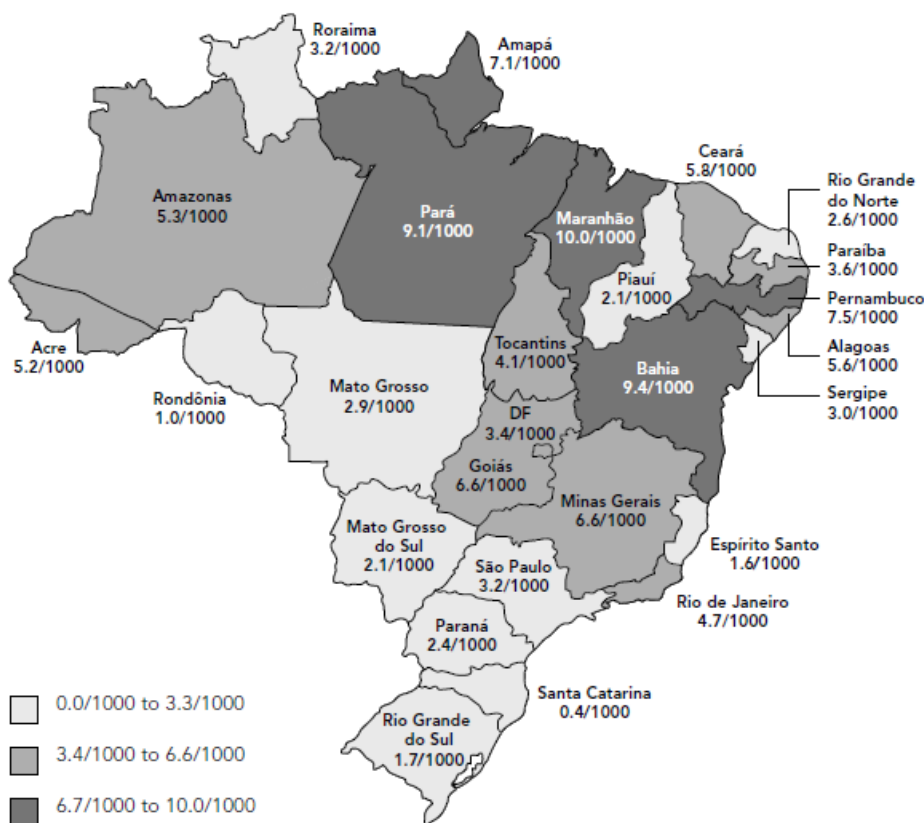 Roraima
3.2/1000
Amapá
7.1/1000
Ceará
5.8/1000
Rio Grande
do Norte
2.6/1000
Amazonas
5.3/1000
Pará
9.1/1000
Maranhão
10.0/1000
Paraíba
3.6/1000
Piauí
2.1/1000
Pernambuco
7.5/1000
Acre
5.2/1000
Tocantins
4.1/1000
Alagoas
5.6/1000
Rondônia
1.0/1000
Mato Grosso
2.9/1000
Bahia
9.4/1000
Sergipe
3.0/1000
DF
3.4/1000
Goiás
6.6/1000
Minas Gerais
6.6/1000
Mato Grosso
do Sul
2.1/1000
São Paulo
3.2/1000
Espírito Santo
1.6/1000
Rio de Janeiro
4.7/1000
Paraná
2.4/1000
Santa Catarina
0.4/1000
Rio Grande
do Sul
1.7/1000
0.0/1000 to 3.3/1000
3.4/1000 to 6.6/1000
6.7/1000 to 10.0/1000